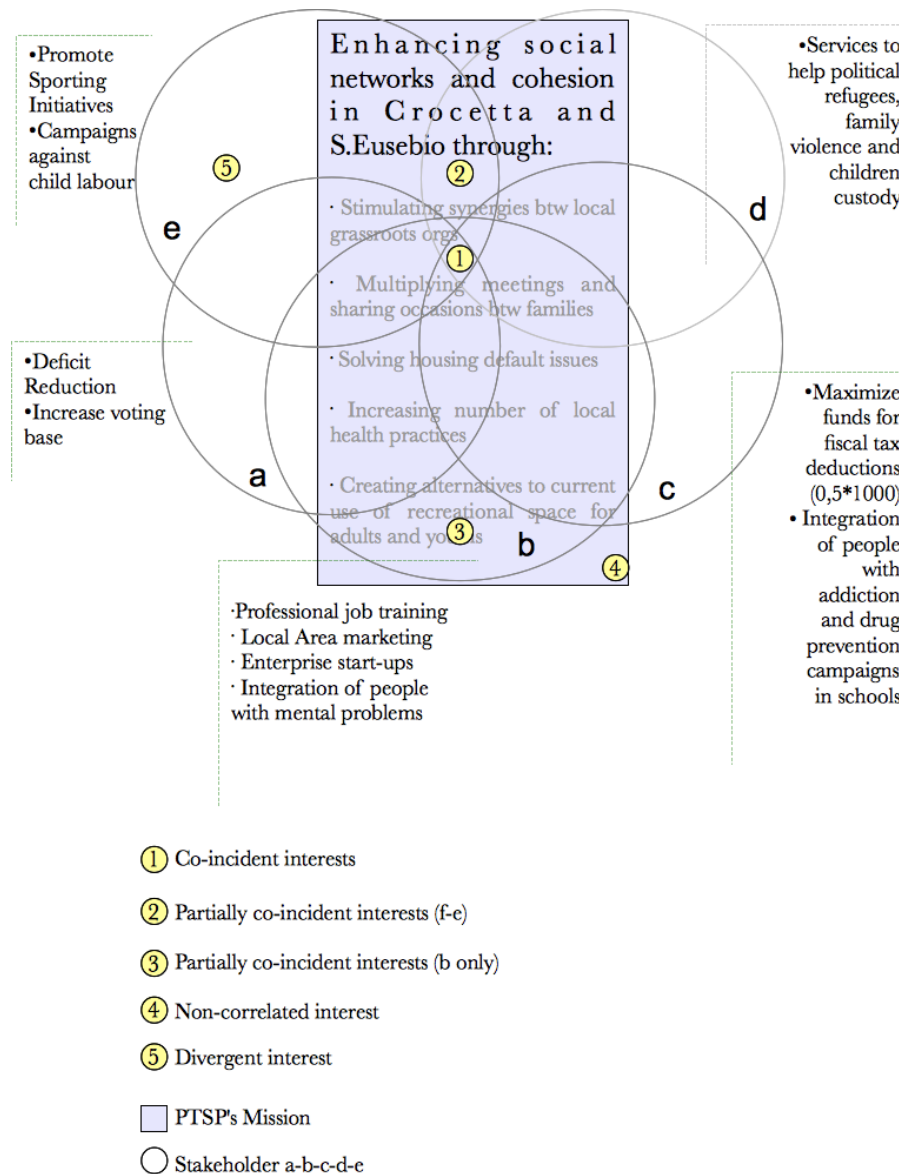 •Promote
Sporting
Initiatives
•Campaigns
against
child labour
Enhancing social
networks and cohesion
in Crocetta and
S.Eusebio through:
· Stimulating synergies btw local
grassroots orgs
· Multiplying meetings and
sharing occasions btw families
· Solving housing default issues
· Increasing number of local
health practices
· Creating alternatives to current
use of recreational space for
adults and
•Services to
help political
refugees,
family
violence and
children
custody
5
2
1
3
4
e
d
a
b
c
•Deficit
Reduction
•Increase voting
base
•Maximize
funds for
fiscal tax
deductions
(0,5*1000)
• Integration
of people
with
addiction
and drug
prevention
campaigns
in schools
·Professional job training
· Local Area marketing
· Enterprise start-ups
· Integration of people
with mental problems
1 Co-incident interests
2 Partially co-incident interests (f-e)
3 Partially co-incident interests (b only)
4 Non-correlated interest
5 Divergent interest
PTSP's Mission
Stakeholder a-b-c-d-e